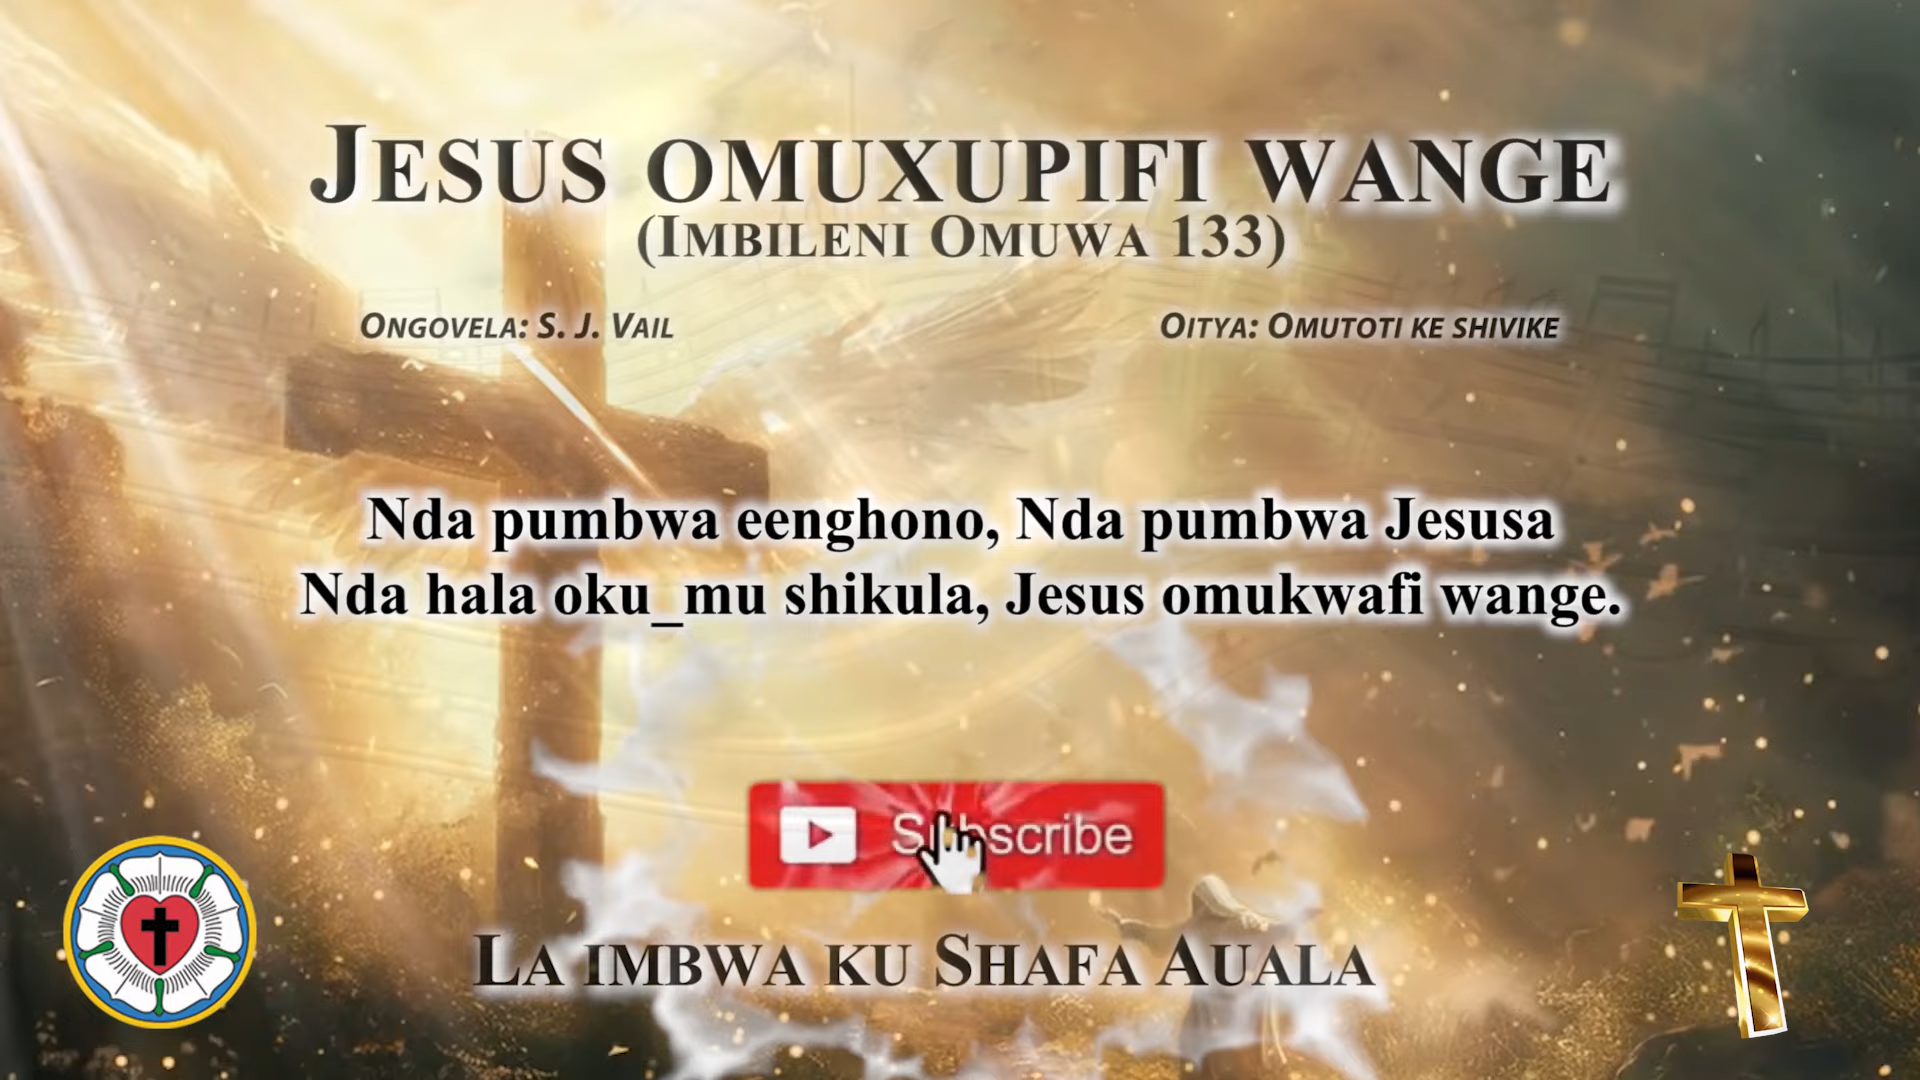 JESUS OMUXUPIFI WANGE
(IMBILENI OMUWA 133)
ONGOVELA: S. J. VAIL
OITYA: OMUTOTI KE SHIVIKE
Nda pumbwa eenghono, Nda pumbwa Jesusa
Nda hala oku_mu shikula, Jesus omukwafi wange.
Subscribe
LA IMBWA KU SHAFA AUALA